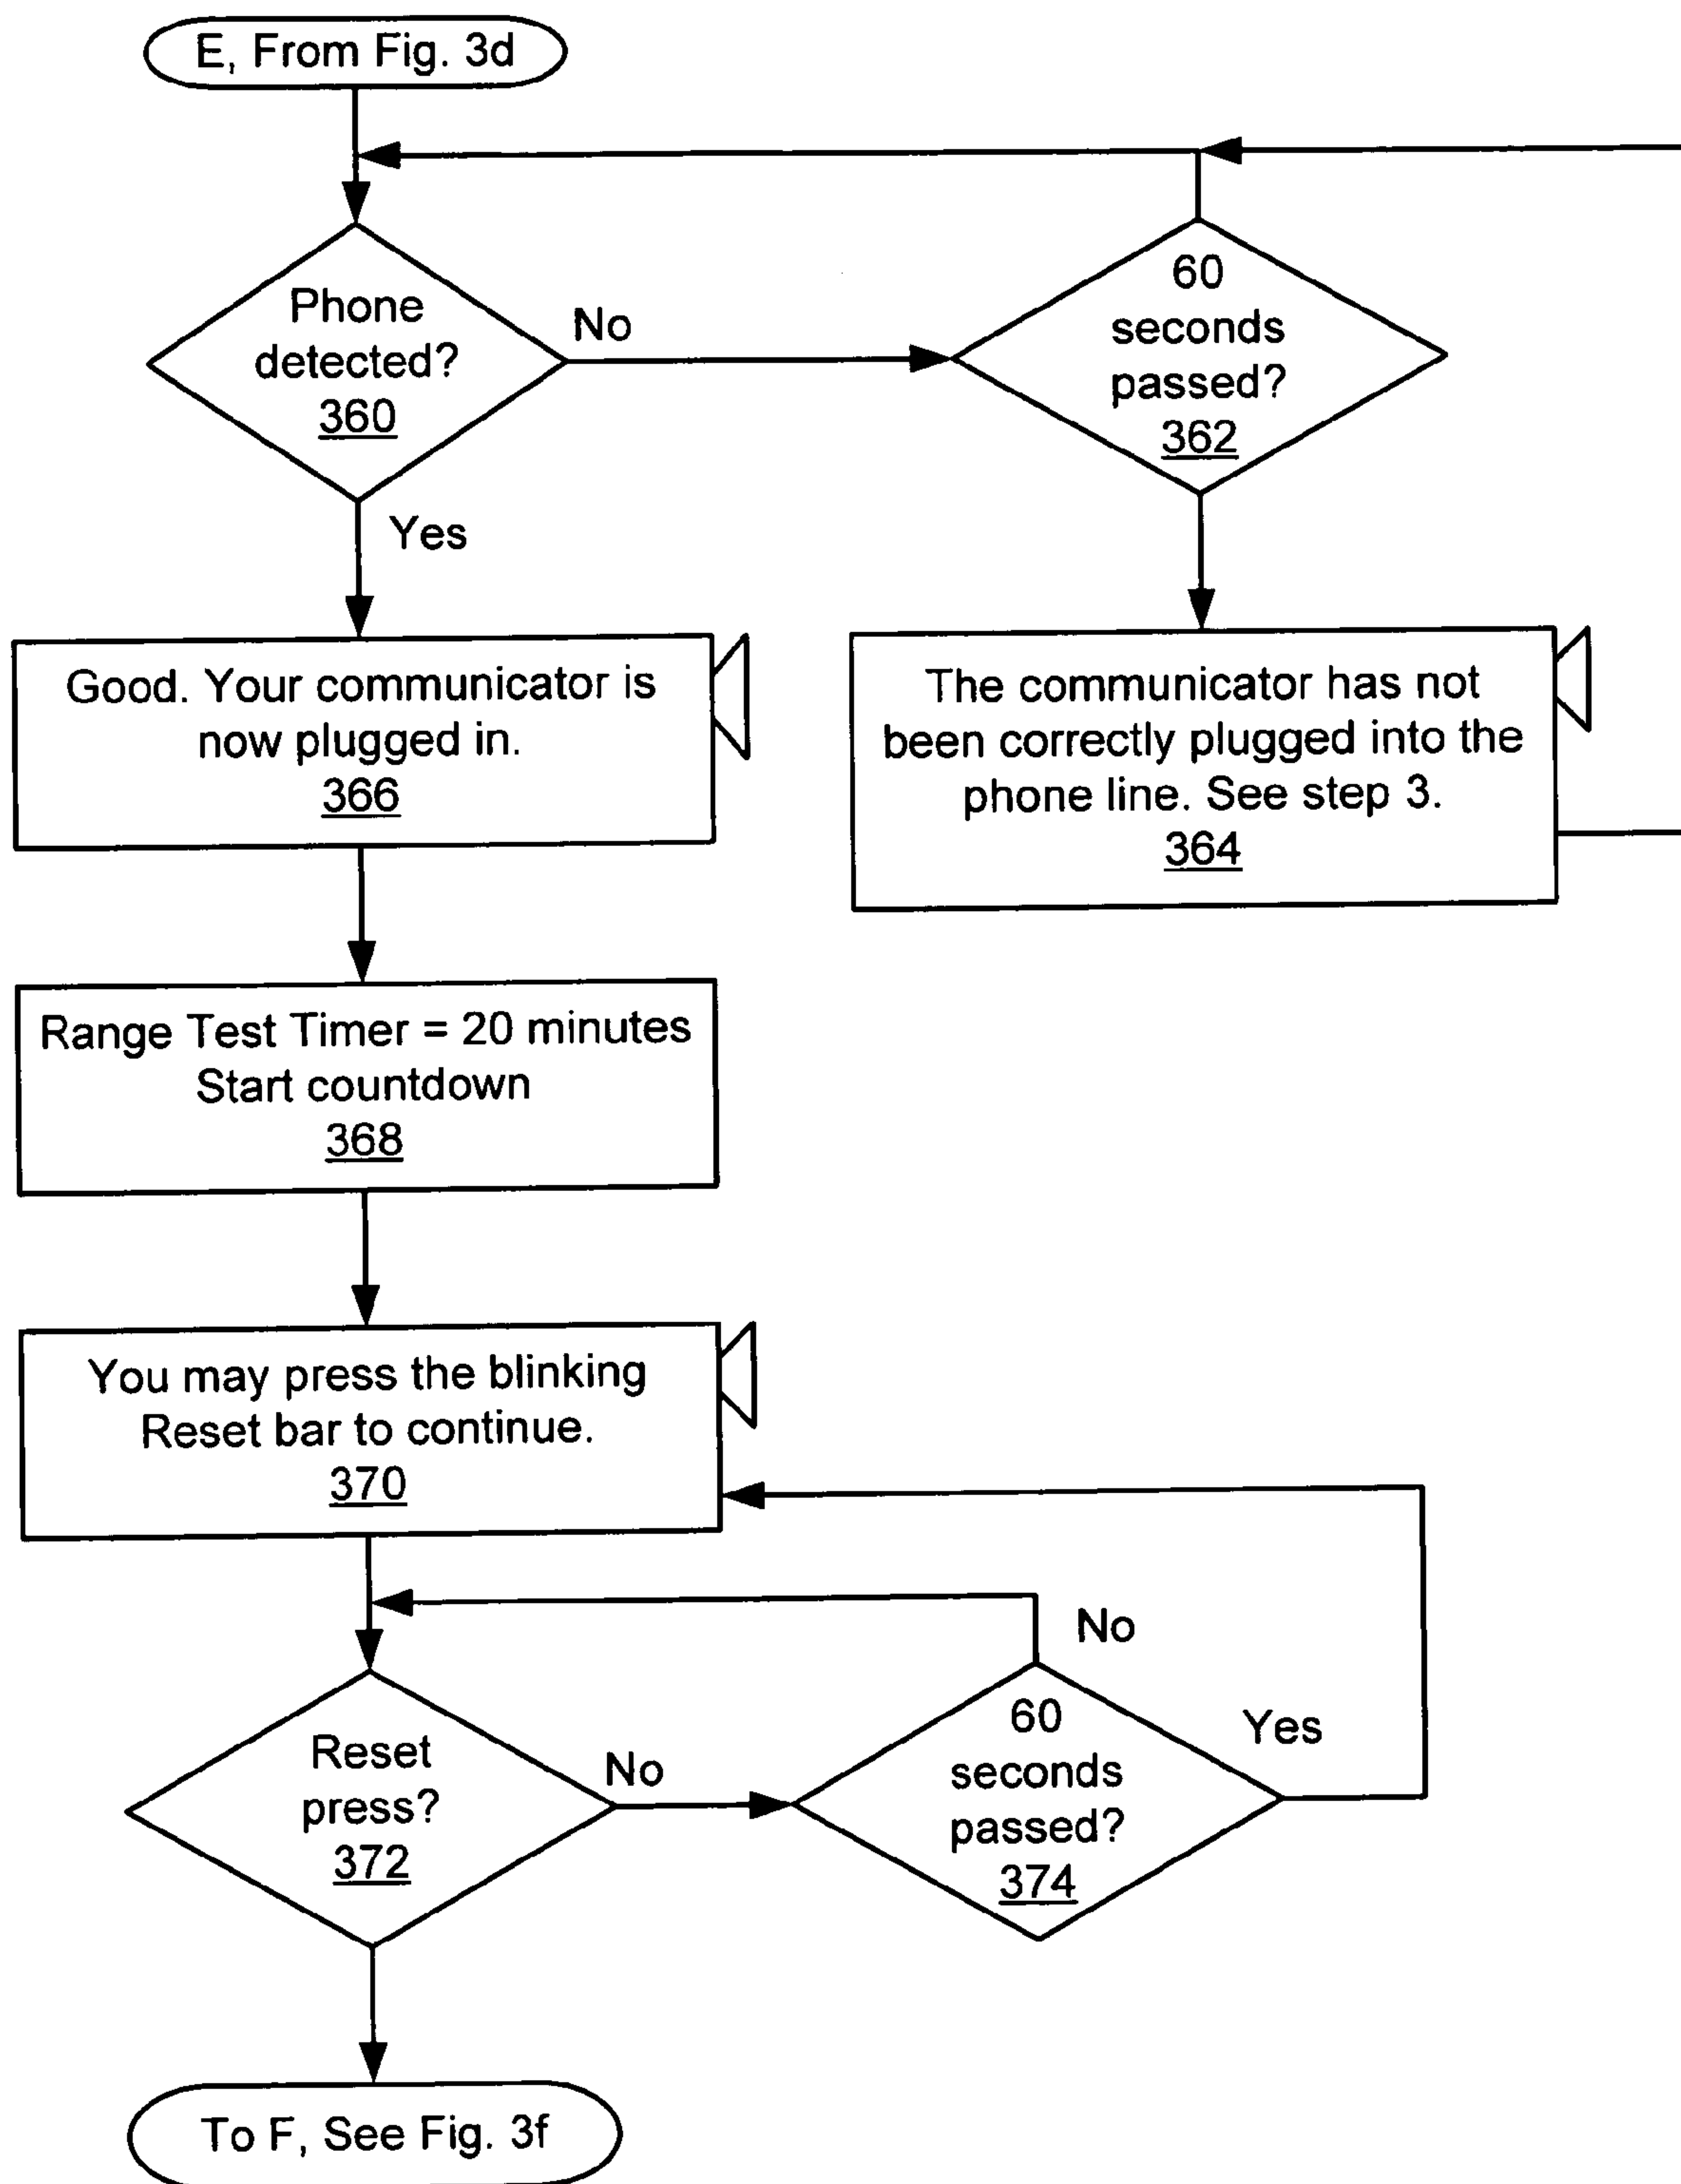 E, From Fig. 3d
Phone
detected?
360
No
60
seconds
passed?
362
Yes
Good. Your communicator is
now plugged in.
366
The communicator has not
been correctly plugged into the
phone line. See step 3.
364
Range Test Timer = 20 minutes
Start countdown
368
You may press the blinking
Reset bar to continue.
370
Reset
press?
372
No
60
seconds
passed?
374
No
Yes
To F, See Fig. 3f